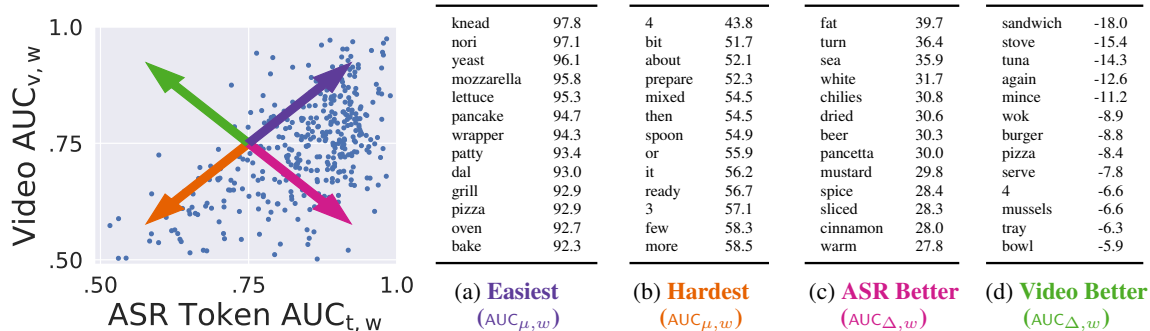 1.0
.75
.50
Video AUCv, w
.50 .75 1.0
ASR Token AUCt, w
knead 97.8
nori 97.1
yeast 96.1
mozzarella 95.8
lettuce 95.3
pancake 94.7
wrapper 94.3
patty 93.4
dal 93.0
grill 92.9
pizza 92.9
oven 92.7
bake 92.3
(a) Easiest
(AUCμ,w)
4 43.8
bit 51.7
about 52.1
prepare 52.3
mixed 54.5
then 54.5
spoon 54.9
or 55.9
it 56.2
ready 56.7
3 57.1
few 58.3
more 58.5
(b) Hardest
(AUCμ,w)
fat 39.7
turn 36.4
sea 35.9
white 31.7
chilies 30.8
dried 30.6
beer 30.3
pancetta 30.0
mustard 29.8
spice 28.4
sliced 28.3
cinnamon 28.0
warm 27.8
(c) ASR Better
(AUCΔ,w)
sandwich -18.0
stove -15.4
tuna -14.3
again -12.6
mince -11.2
wok -8.9
burger -8.8
pizza -8.4
serve -7.8
4 -6.6
mussels -6.6
tray -6.3
bowl -5.9
(d) Video Better
(AUCΔ,w)